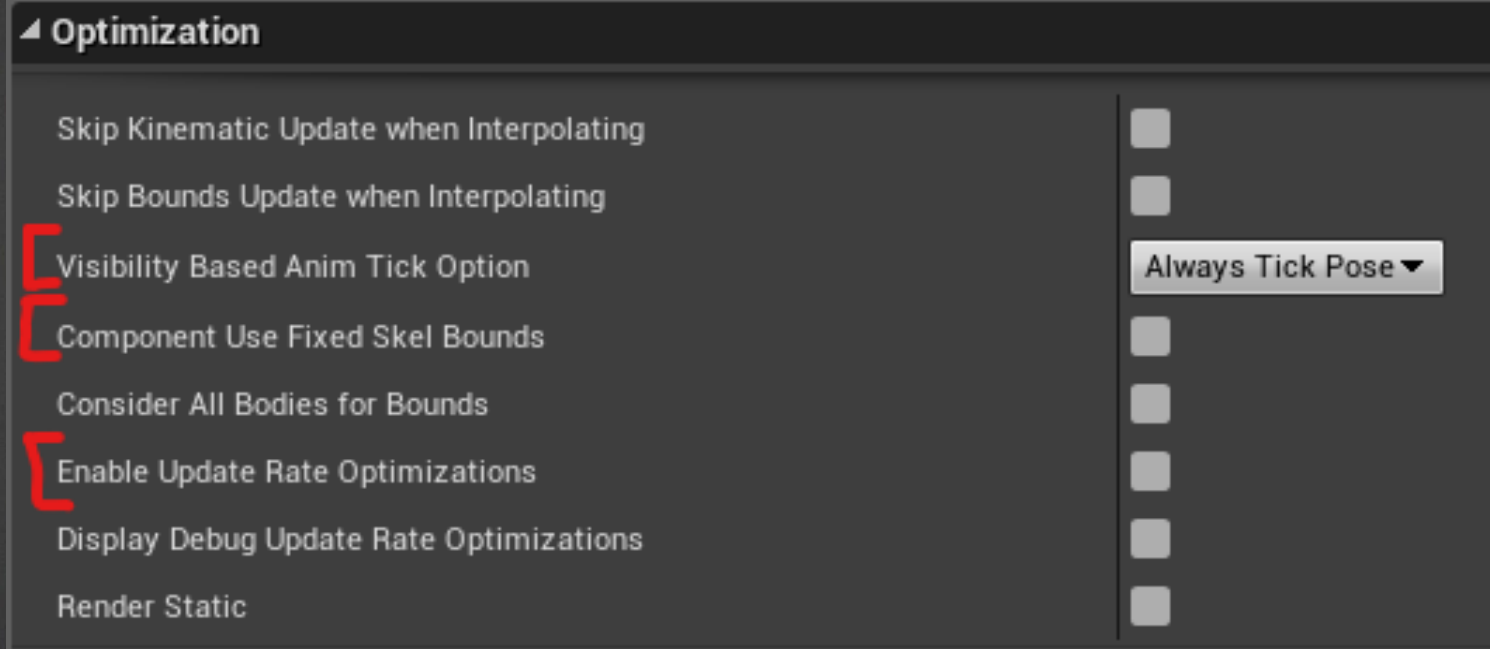 Optimization
Skip Kinematic Update when Interpolating
Skip Bounds Update when Interpolating
Visibility Based Anim Tick Option Always Tick Pose
Component Use Fixed Skel Bounds
Consider All Bodies for Bounds
Enable Update Rate Optimizations
Display Debug Update Rate Optimizations
Render Static